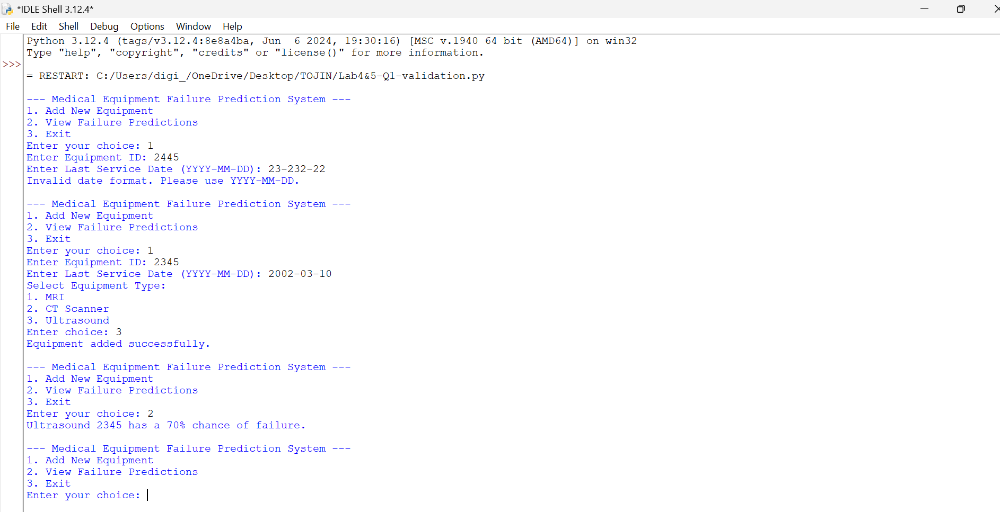 *IDLE Shell 3.12.4*
File Edit Shell Debug Options Window Help
Python 3.12.4 (tags/v3.12.4:8e8a4ba, Jun  6 2024, 19:30:16) [MSC v.1940 64 bit (AMD64)] on win32
Type "help", "copyright", "credits" or "license()" for more information.
>>>
= RESTART: C:/Users/digi_/OneDrive/Desktop/TOJIN/Lab4&5-Q1-validation.py
--- Medical Equipment Failure Prediction System ---
1. Add New Equipment
2. View Failure Predictions
3. Exit
Enter your choice: 1
Enter Equipment ID: 2445
Enter Last Service Date (YYYY-MM-DD): 23-232-22
Invalid date format. Please use YYYY-MM-DD.
--- Medical Equipment Failure Prediction System ---
1. Add New Equipment
2. View Failure Predictions
3. Exit
Enter your choice: 1
Enter Equipment ID: 2345
Enter Last Service Date (YYYY-MM-DD): 2002-03-10
Select Equipment Type:
1. MRI
2. CT Scanner
3. Ultrasound
Enter choice: 3
Equipment added successfully.
--- Medical Equipment Failure Prediction System ---
1. Add New Equipment
2. View Failure Predictions
3. Exit
Enter your choice: 2
Ultrasound 2345 has a 70% chance of failure.
--- Medical Equipment Failure Prediction System ---
1. Add New Equipment
2. View Failure Predictions
3. Exit
Enter your choice: